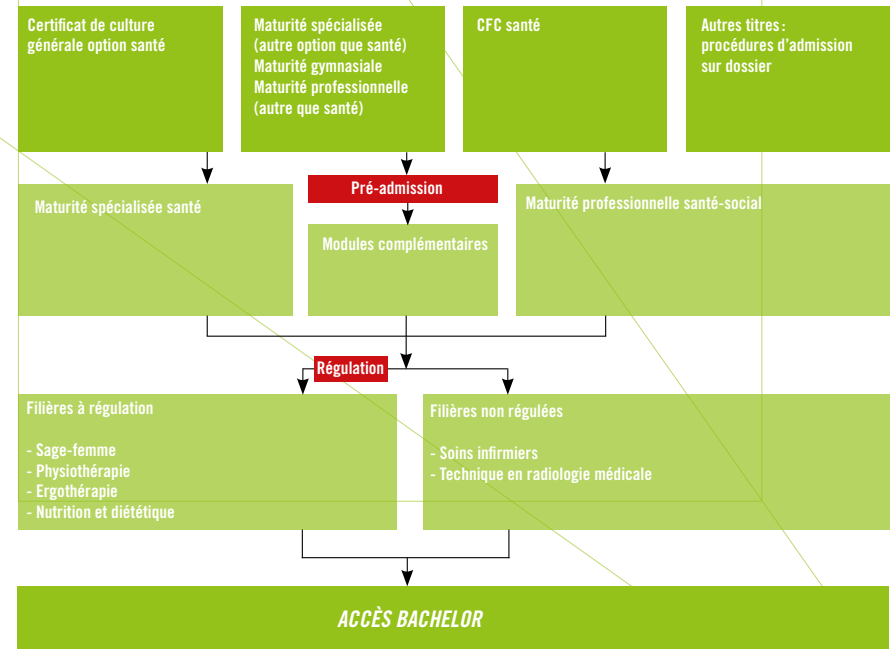 Certificat de culture
générale option santé
Maturité spécialisée
(autre option que santé)
Maturité gymnasiale
Maturité professionnelle
(autre que santé)
CFC santé
Autres titres :
procédures d'admission
sur dossier
Pré-admission
Maturité spécialisée santé
Modules complémentaires
Maturité professionnelle santé-social
Régulation
Filières à régulation
- Sage-femme
- Physiothérapie
- Ergothérapie
- Nutrition et diététique
Filières non régulées
- Soins infirmiers
- Technique en radiologie médicale
ACCÈS BACHELOR